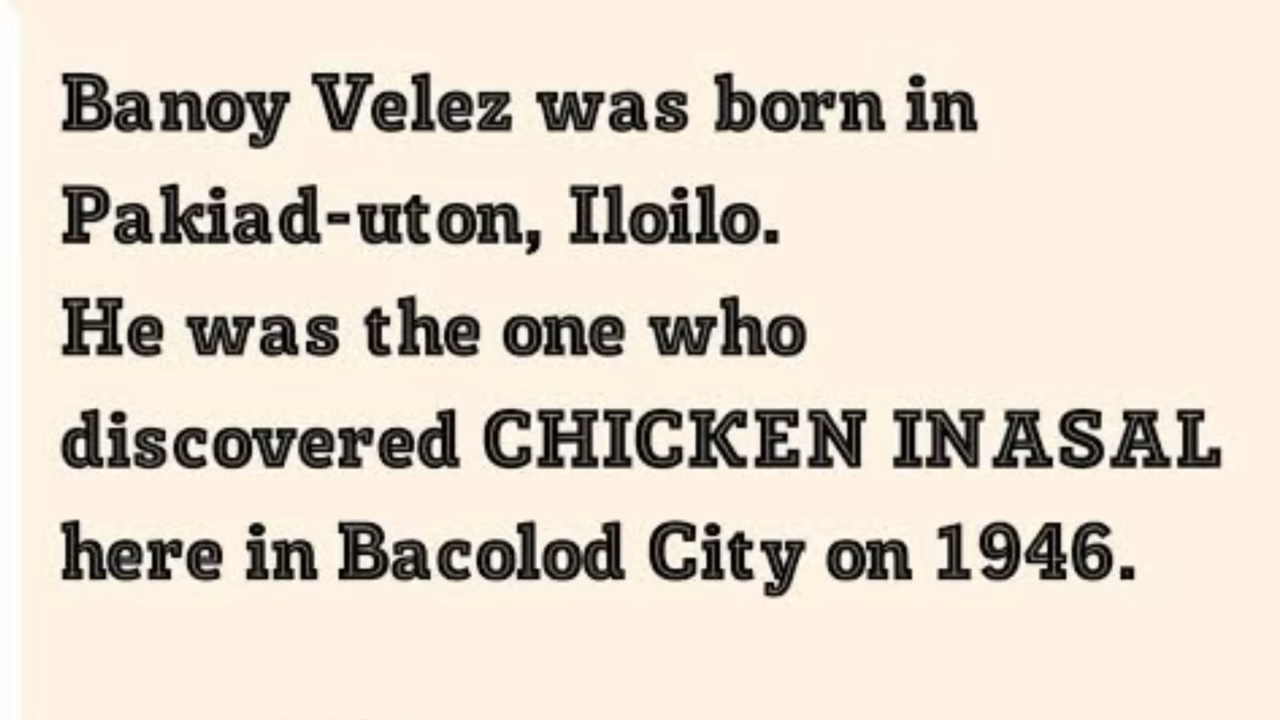 Banoy Velez was born in
Pakiad-uton, Iloilo.
He was the one who
discovered CHICKEN INASAL
here in Bacolod City on 1946.